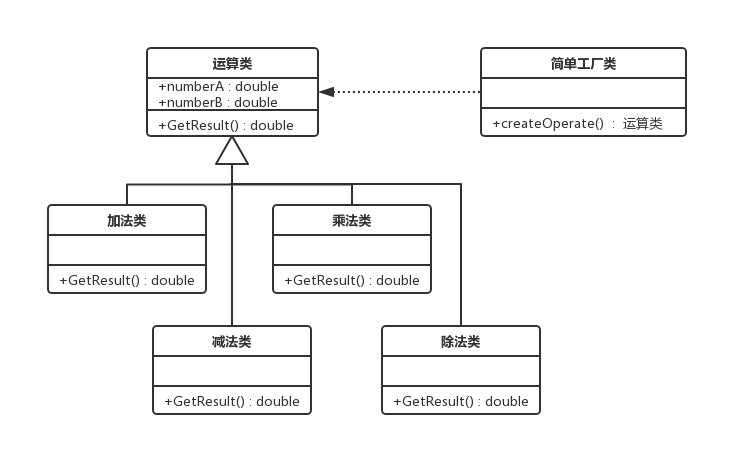 运算类
+numberA : double
+numberB : double
+GetResult() : double
简单工厂类
+createOperate() : 运算类
加法类
+GetResult() : double
乘法类
+GetResult() : double
减法类
+GetResult() : double
除法类
+GetResult() : double